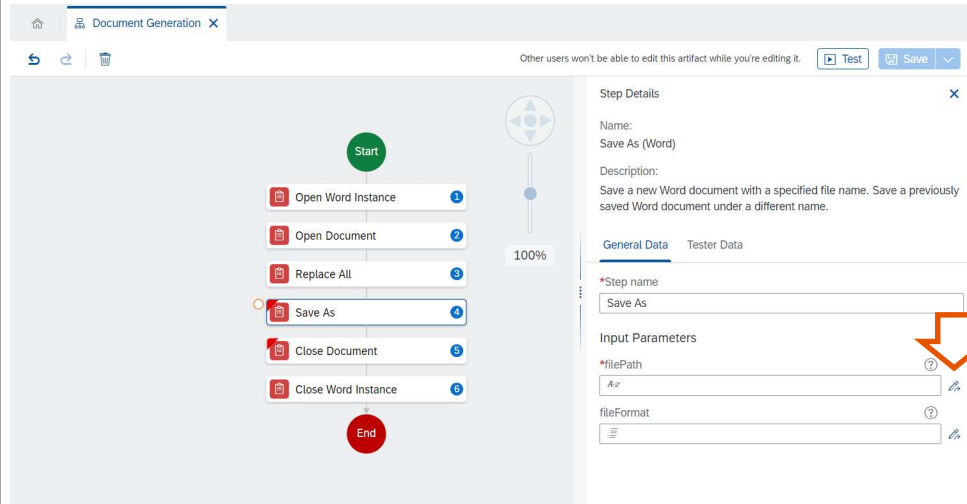 Document Generation
Other users won't be able to edit this artifact while you're editing it.
Test
Save
Start
Open Word Instance 1
Open Document 2
Replace All 3
Save As 4
Close Document 5
Close Word Instance 6
End
100%
Step Details
Name:
Save As (Word)
Description:
Save a new Word document with a specified file name. Save a previously
saved Word document under a different name.
General Data Tester Data
*Step name
Save As
Input Parameters
*filePath ?
A-z
fileFormat ?